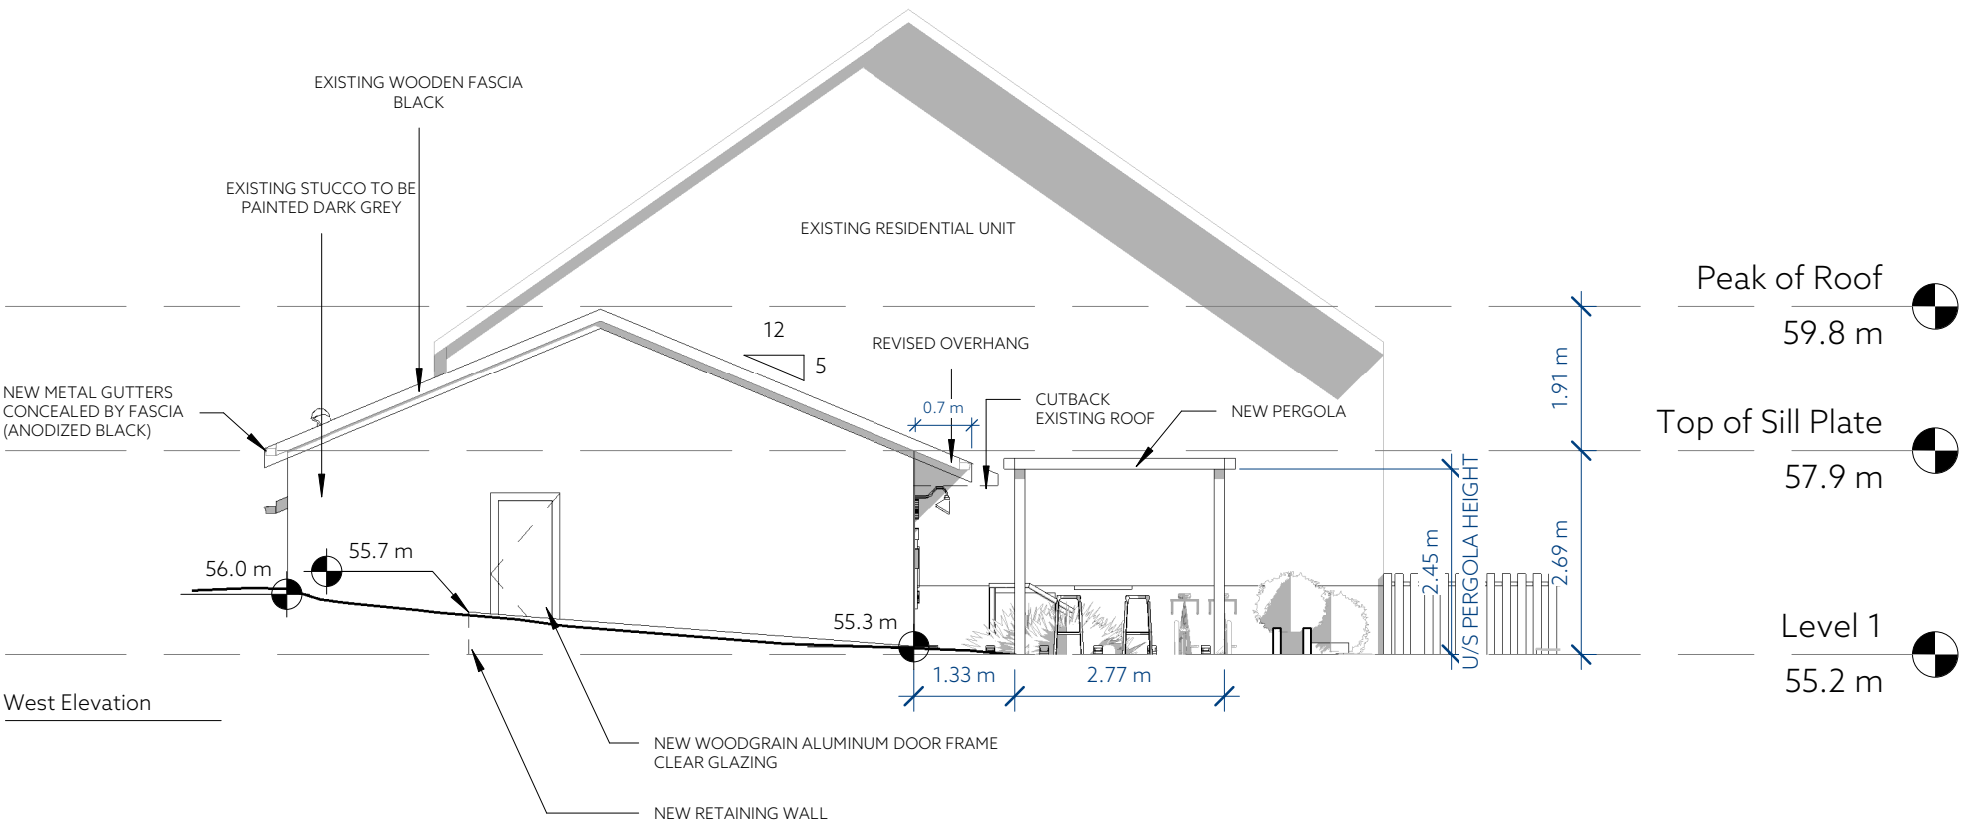 EXISTING WOODEN FASCIA
BLACK
EXISTING STUCCO TO BE
PAINTED DARK GREY
EXISTING RESIDENTIAL UNIT
Peak of Roof
59.8 m
12
5
REVISED OVERHANG
1.91 m
NEW METAL GUTTERS
CONCEALED BY FASCIA
(ANODIZED BLACK)
0.7 m
CUTBACK
EXISTING ROOF
NEW PERGOLA
Top of Sill Plate
57.9 m
2.45 m
U/S PERGOLA HEIGHT
2.69 m
56.0 m
55.7 m
55.3 m
Level 1
55.2 m
1.33 m
2.77 m
West Elevation
NEW WOODGRAIN ALUMINUM DOOR FRAME
CLEAR GLAZING
NEW RETAINING WALL